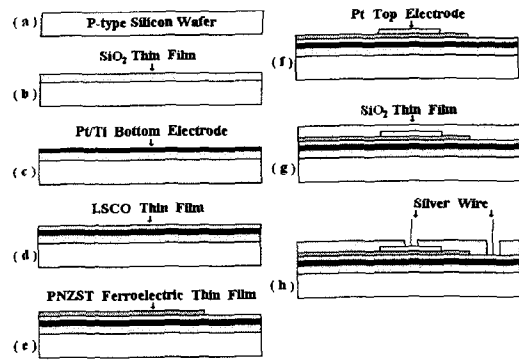 (a) P-type Silicon Wafer
SiO₂ Thin Film
(b)
Pt/Ti Bottom Electrode
(c)
LSCO Thin Film
(d)
PNZST Ferroelectric Thin Film
(e)
Pt Top Electrode
(f)
SiO₂ Thin Film
(g)
Silver Wire
(h)